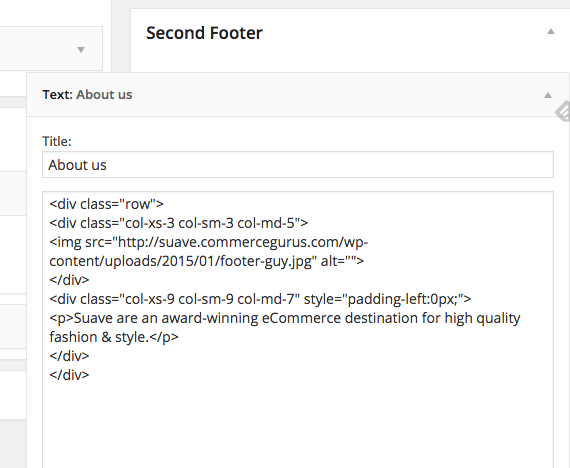 Second Footer
Text: About us
Title:
About us
<div class="row">
<div class="col-xs-3 col-sm-3 col-md-5">
<img src="http://suave.commercegurus.com/wp-
content/uploads/2015/01/footer-guy.jpg" alt="">
</div>
<div class="col-xs-9 col-sm-9 col-md-7" style="padding-left:0px;">
<p>Suave are an award-winning eCommerce destination for high quality
fashion & style.</p>
</div>
</div>